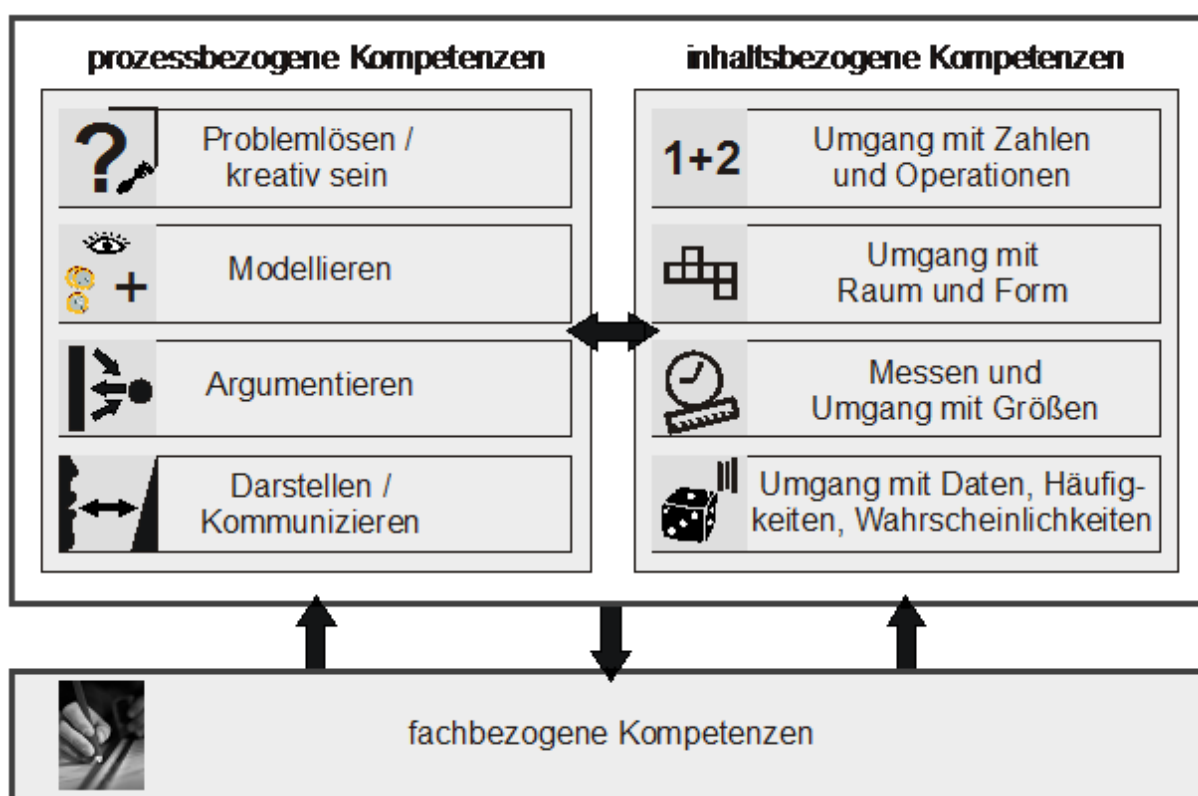 prozessbezogene Kompetenzen
Problemlösen /
kreativ sein
Modellieren
Argumentieren
Darstellen /
Kommunizieren
inhaltsbezogene Kompetenzen
1+2
Umgang mit Zahlen
und Operationen
Umgang mit
Raum und Form
Messen und
Umgang mit Größen
Umgang mit Daten, Häufig-
keiten, Wahrscheinlichkeiten
fachbezogene Kompetenzen